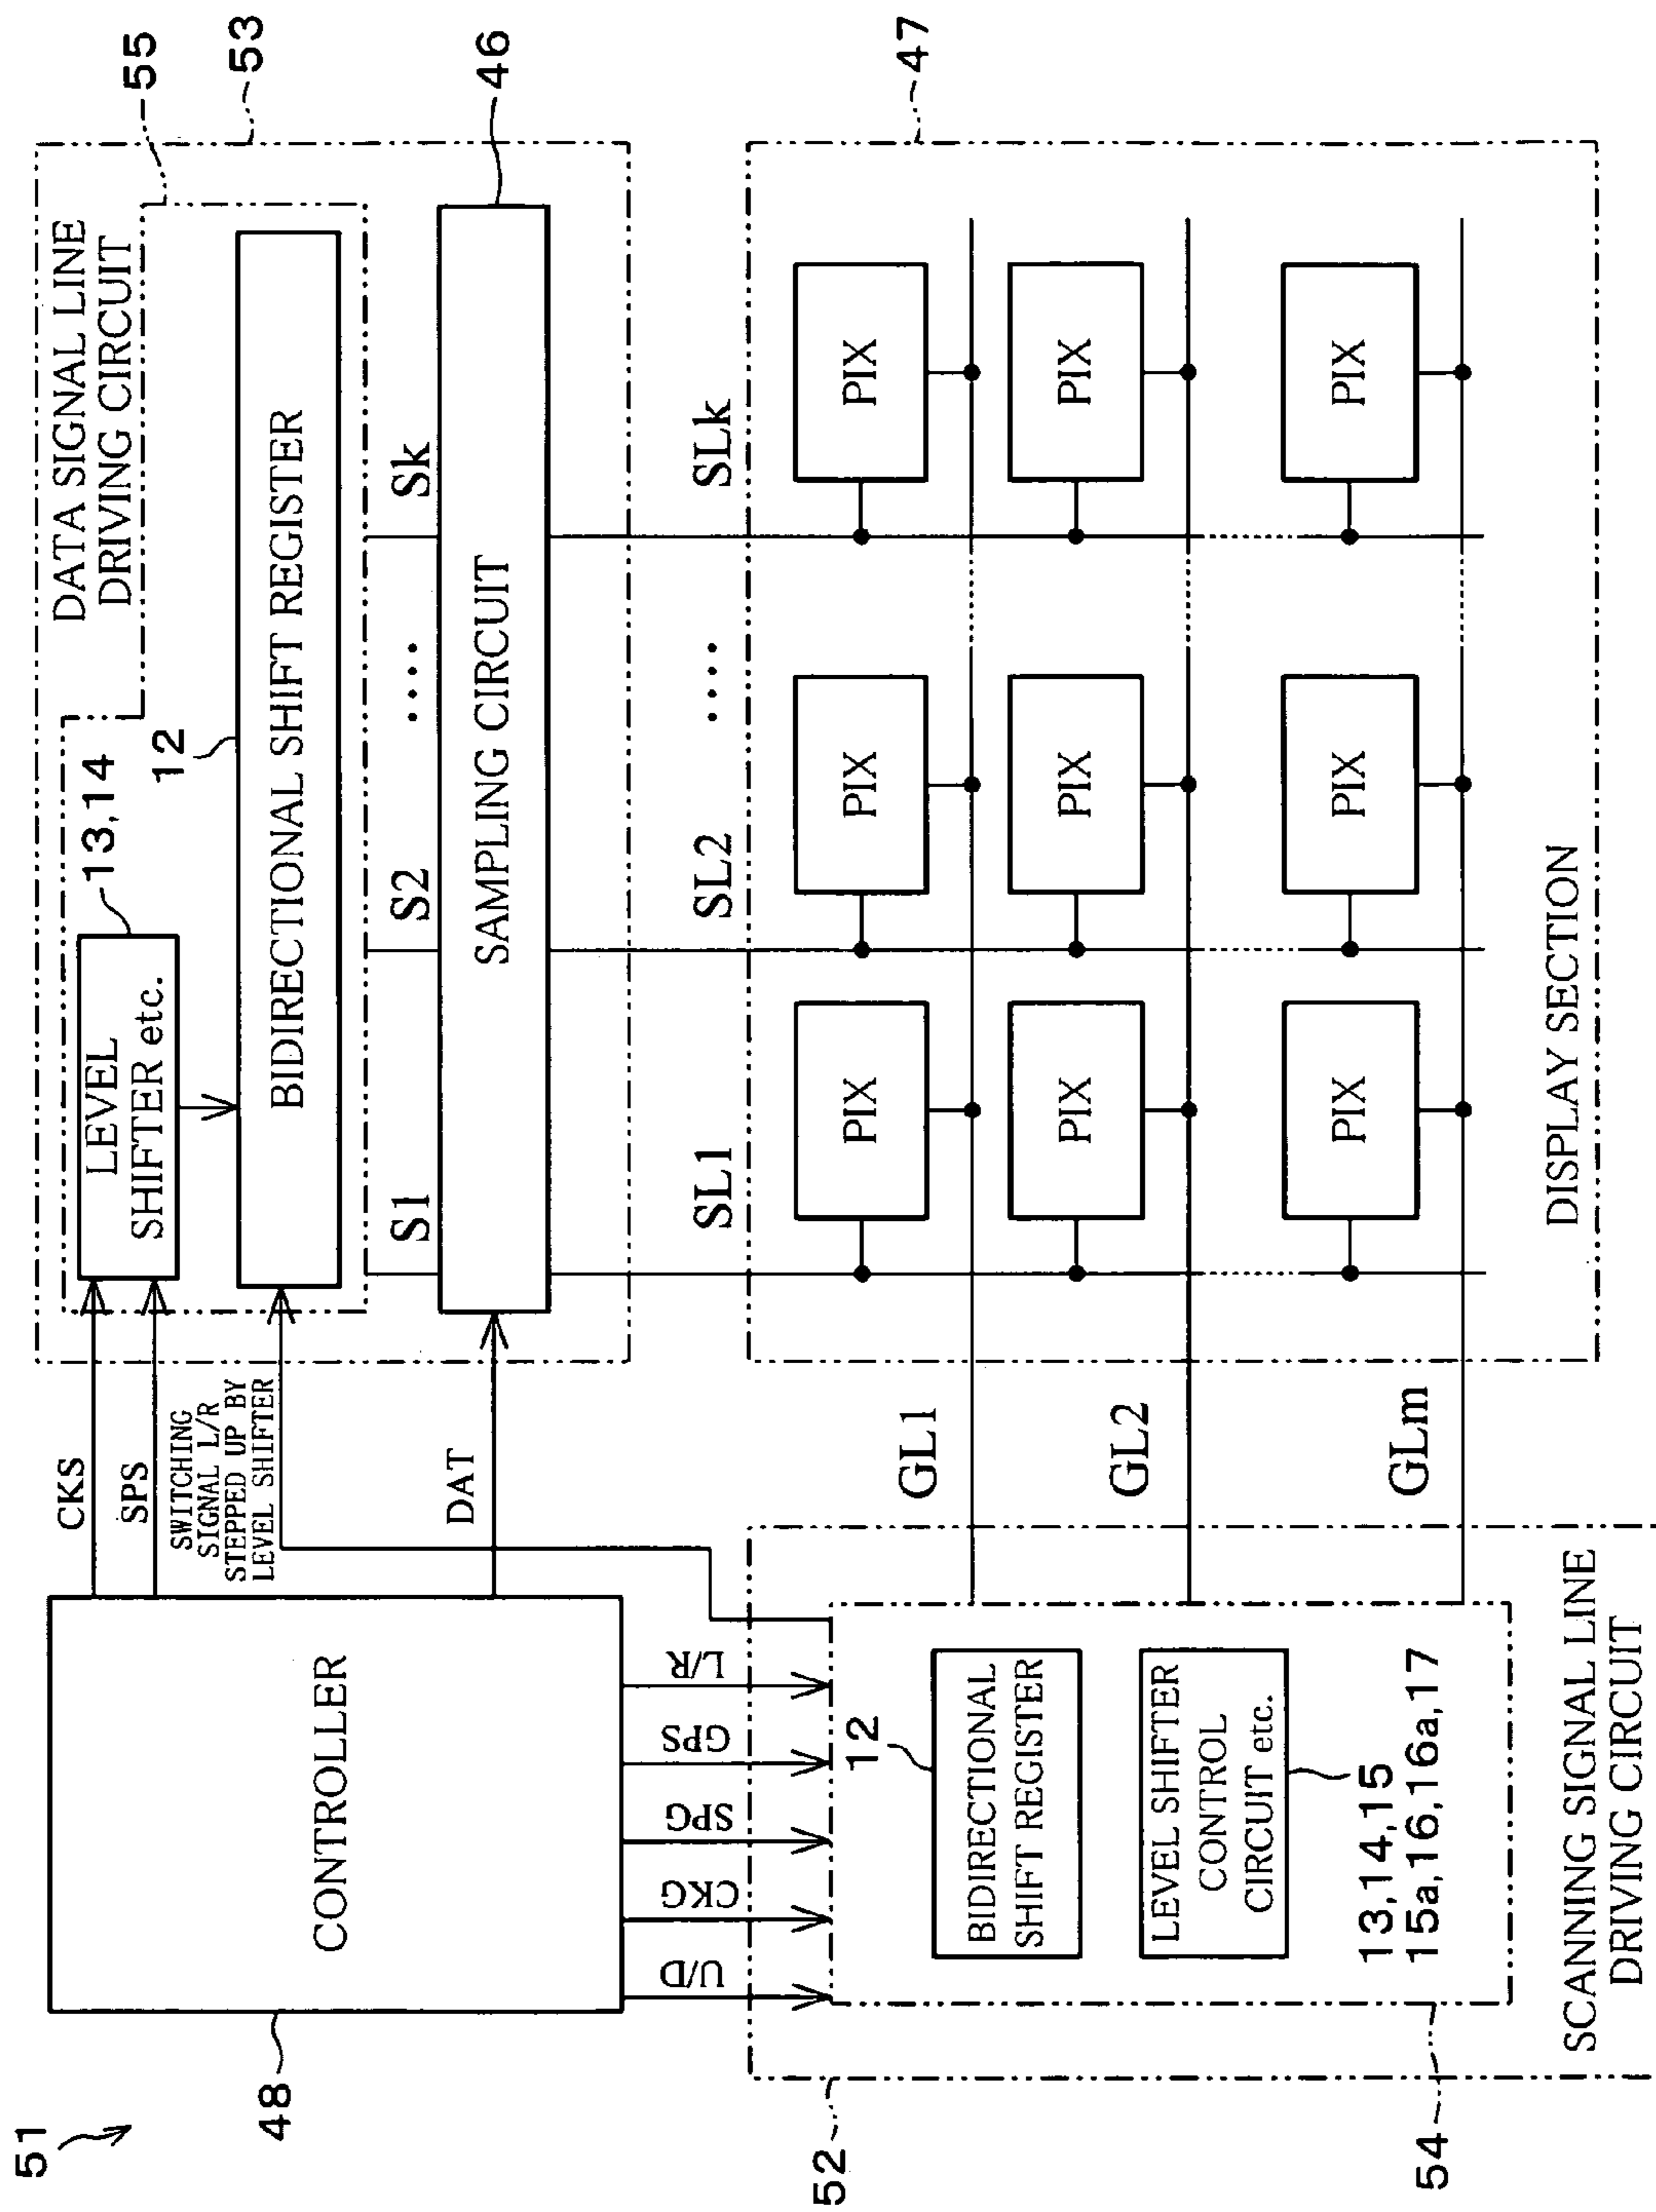 51
48
CONTROLLER
CKS
SPS
SWITCHING
SIGNAL L/R
STEPPED UP BY
LEVEL SHIFTER
DAT
U/D
CKG
SPG
GPS
L/R
DATA SIGNAL LINE
DRIVING CIRCUIT
55
53
LEVEL
SHIFTER etc.
13,14
12
BIDIRECTIONAL SHIFT REGISTER
S1
S2
....
Sk
SAMPLING CIRCUIT
46
SL1
SL2
....
SLk
47
GL1
PIX
PIX
PIX
GL2
PIX
PIX
PIX
GLm
PIX
PIX
PIX
DISPLAY SECTION
52
12
BIDIRECTIONAL
SHIFT REGISTER
LEVEL SHIFTER
CONTROL
CIRCUIT etc.
13,14,15
15a,16,16a,17
54
SCANNING SIGNAL LINE
DRIVING CIRCUIT